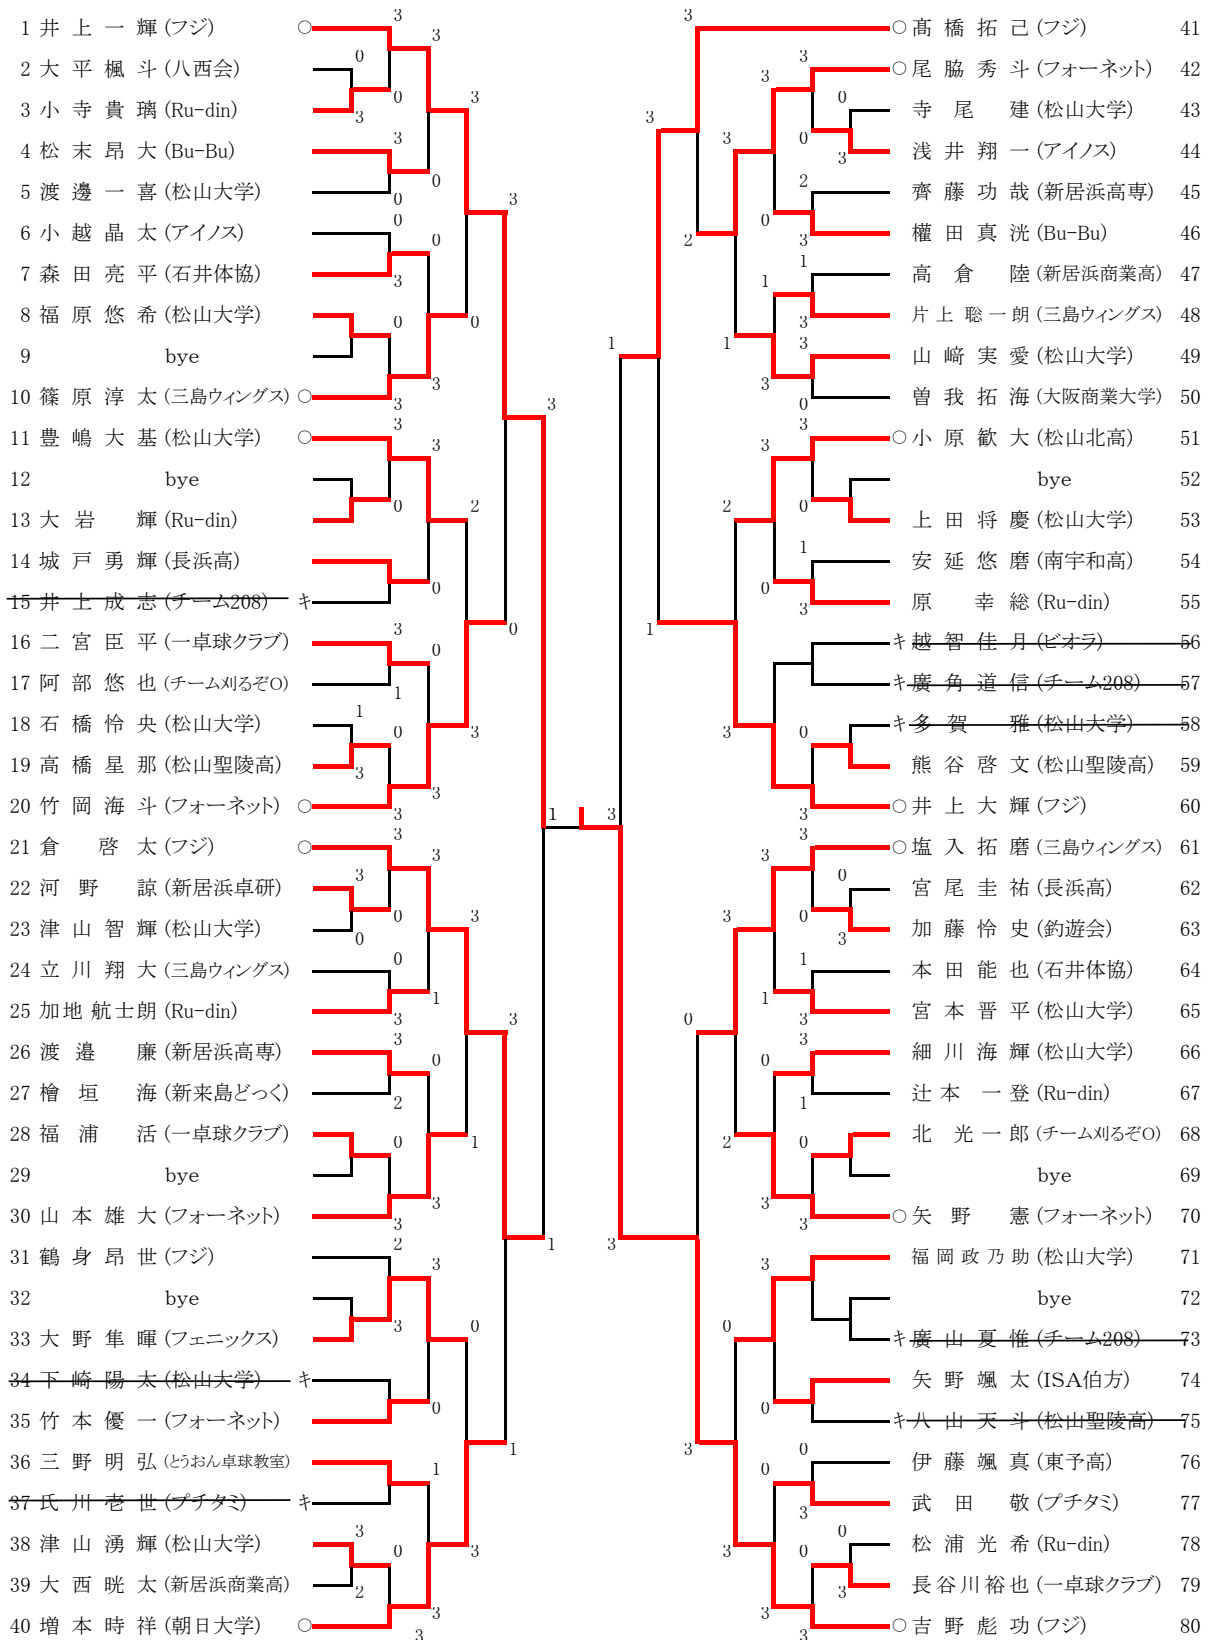 1 井上一輝 (フジ) ○
2 大平楓斗 (八西会)
3 小寺貴璃 (Ru-din)
4 松末昂大 (Bu-Bu)
5 渡邊一喜 (松山大学)
6 小越晶太 (アイノス)
7 森田亮平 (石井体協)
8 福原悠希 (松山大学)
9 bye
10 篠原淳太 (三島ウィングス) ○
11 豊嶋大基 (松山大学) ○
12 bye
13 大岩輝 (Ru-din)
14 城戸勇輝 (長浜高)
15 井上成志 (チーム208) キ
16 二宮臣平 (一卓球クラブ)
17 阿部悠也 (チーム刈るぞO)
18 石橋怜央 (松山大学)
19 高橋星那 (松山聖陵高)
20 竹岡海斗 (フォーネット) ○
21 倉啓太 (フジ) ○
22 河野諒 (新居浜卓研)
23 津山智輝 (松山大学)
24 立川翔大 (三島ウィングス)
25 加地航士朗 (Ru-din)
26 渡邉廉 (新居浜高専)
27 檜垣海 (新来島どっく)
28 福浦活 (一卓球クラブ)
29 bye
30 山本雄大 (フォーネット)
31 鶴身昂世 (フジ)
32 bye
33 大野隼暉 (フェニックス)
34 下崎陽太 (松山大学) キ
35 竹本優一 (フォーネット)
36 三野明弘 (とうおん卓球教室)
37 氏川壱世 (プチタミ) キ
38 津山湧輝 (松山大学)
39 大西晄太 (新居浜商業高)
40 増本時祥 (朝日大学) ○
○ 髙橋拓己 (フジ) 41
○ 尾脇秀斗 (フォーネット) 42
寺尾建 (松山大学) 43
浅井翔一 (アイノス) 44
齊藤功哉 (新居浜高専) 45
權田真洸 (Bu-Bu) 46
高倉陸 (新居浜商業高) 47
片上聡一朗 (三島ウィングス) 48
山﨑実愛 (松山大学) 49
曽我拓海 (大阪商業大学) 50
○ 小原歓大 (松山北高) 51
bye 52
上田将慶 (松山大学) 53
安延悠磨 (南宇和高) 54
原幸総 (Ru-din) 55
キ 越智佳月 (ビオラ) 56
キ 廣角道信 (チーム208) 57
キ 多賀雅 (松山大学) 58
熊谷啓文 (松山聖陵高) 59
○ 井上大輝 (フジ) 60
○ 塩入拓磨 (三島ウィングス) 61
宮尾圭祐 (長浜高) 62
加藤怜史 (釣遊会) 63
本田能也 (石井体協) 64
宮本晋平 (松山大学) 65
細川海輝 (松山大学) 66
辻本一登 (Ru-din) 67
北光一郎 (チーム刈るぞO) 68
bye 69
○ 矢野憲 (フォーネット) 70
福岡政乃助 (松山大学) 71
bye 72
キ 廣山夏惟 (チーム208) 73
矢野颯太 (ISA伯方) 74
キ 八山天斗 (松山聖陵高) 75
伊藤颯真 (東予高) 76
武田敬 (プチタミ) 77
松浦光希 (Ru-din) 78
長谷川裕也 (一卓球クラブ) 79
○ 吉野彪功 (フジ) 80